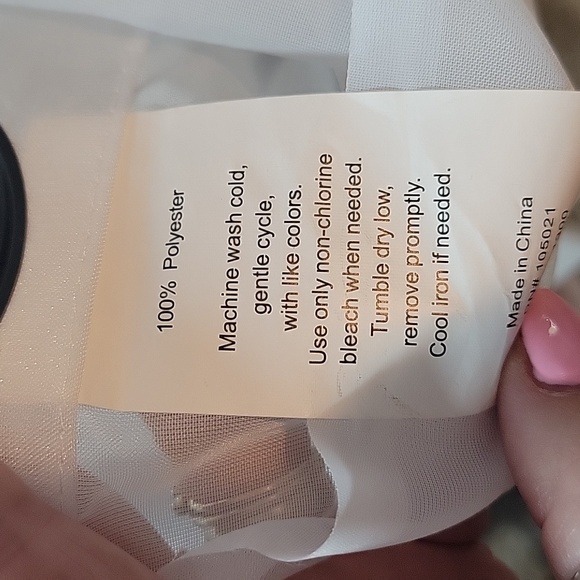 100% Polyester
Machine wash cold,
gentle cycle,
with like colors.
Use only non-chlorine
bleach when needed.
Tumble dry low,
remove promptly.
Cool iron if needed.
Made in China
105021